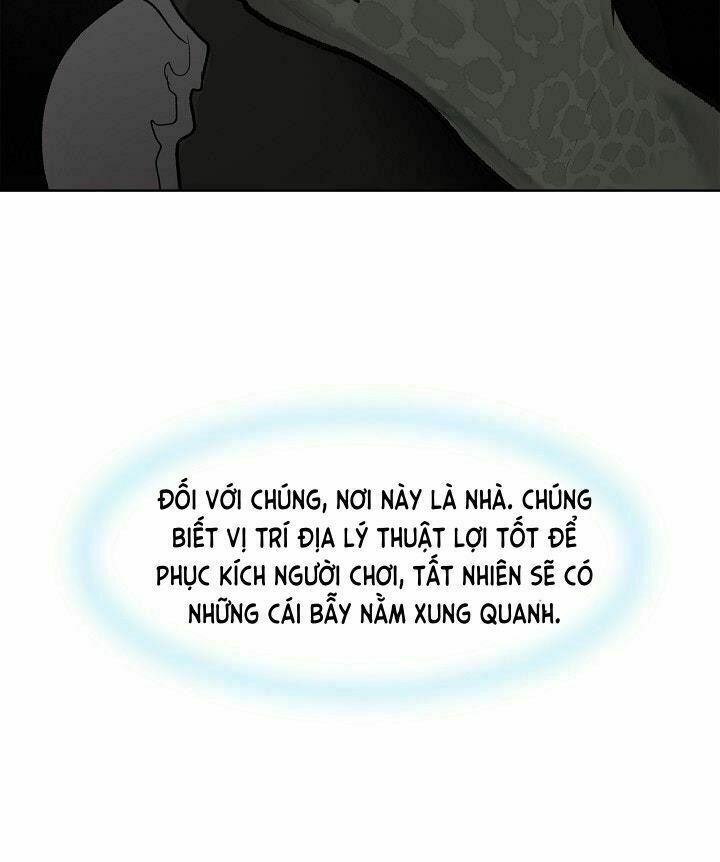 ĐỐI VỚI CHÚNG, NƠI NÀY LÀ NHÀ. CHÚNG
BIẾT VỊ TRÍ ĐỊA LÝ THUẬT LỢI TỐT ĐỂ
PHỤC KÍCH NGƯỜI CHƠI, TẤT NHIÊN SẼ CÓ
NHỮNG CÁI BẪY NẰM XUNG QUANH.